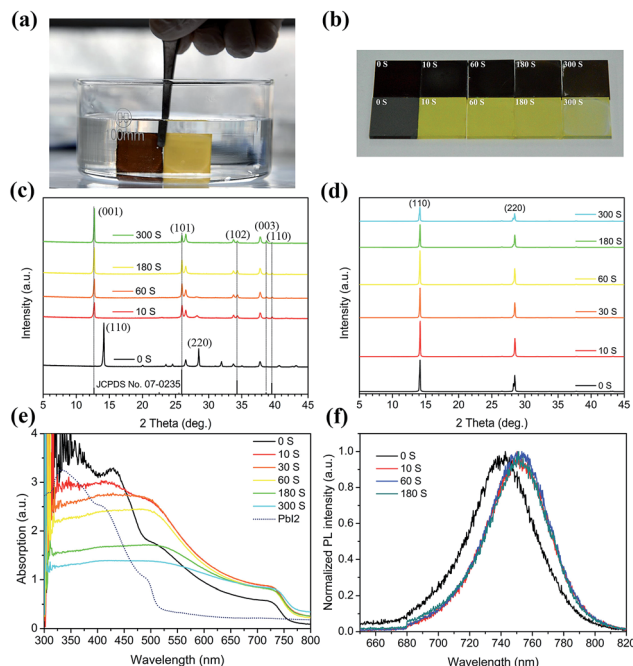 (a)
00mm
(b)
0 S 10 S 60 S 180 S 300 S
0 S 10 S 60 S 180 S 300 S
(c)
Intensity (a.u.)
(001)
300 S
(101)
(102)
(003)
(110)
180 S
60 S
10 S
(110)
(220)
0 S
JCPDS No. 07-0235
5 10 15 20 25 30 35 40 45
2 Theta (deg.)
(d)
Intensity (a.u.)
(110)
(220)
300 S
180 S
60 S
30 S
10 S
0 S
5 10 15 20 25 30 35 40 45
2 Theta (deg.)
(e)
Absorption (a.u.)
4
3
2
1
0
0 S
10 S
30 S
60 S
180 S
300 S
PbI2
300 350 400 450 500 550 600 650 700 750 800
Wavelength (nm)
(f)
Normalized PL intensity (a.u.)
1.0
0.8
0.6
0.4
0.2
0.0
0 S
10 S
60 S
180 S
660 680 700 720 740 760 780 800 820
Wavelength (nm)